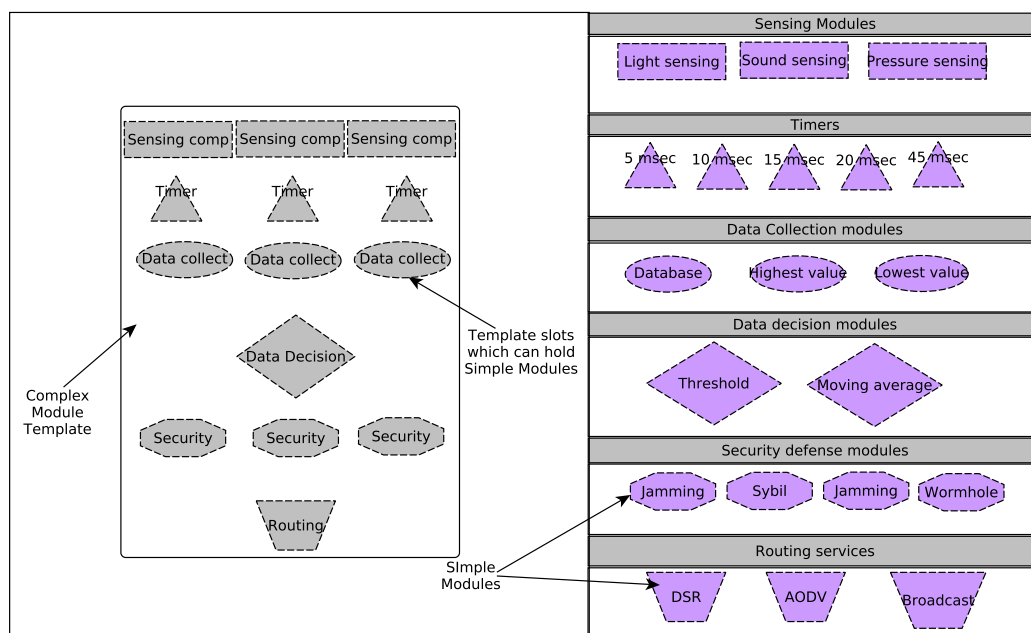 Sensing Modules
Light sensing Sound sensing Pressure sensing
Timers
5 msec 10 msec 15 msec 20 msec 45 msec
Data Collection modules
Database Highest value Lowest value
Data decision modules
Threshold Moving average
Security defense modules
Jamming Sybil Jamming Wormhole
Routing services
DSR AODV Broadcast
Sensing comp Sensing comp Sensing comp
Timer Timer Timer
Data collect Data collect Data collect
Data Decision
Security Security Security
Routing
Complex
Module
Template
Template slots
which can hold
Simple Modules
SImple
Modules